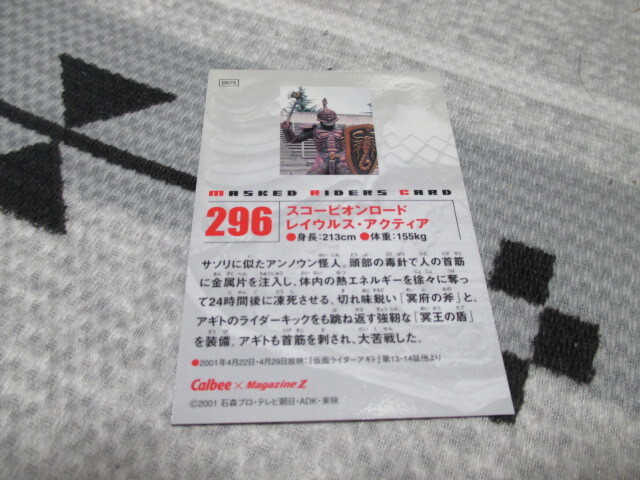 MASKED RIDERS CARD
296
スコーピオンロード
レイウルス・アクティア
●身長:213cm ●体重:155kg
サソリに似たアンノウン怪人。頭部の毒針で人の首筋
に金属片を注入し、体内の熱エネルギーを徐々に奪っ
て24時間後に凍死させる。切れ味鋭い「冥府の斧」と、
アギトのライダーキックをも跳ね返す強靭な「冥王の盾」
を装備。アギトも首筋を刺され、大苦戦した。
●2001年4月22日・4月29日放映:『仮面ライダーアギト』第13・14話他より
Calbee × Magazine Z
©2001 石森プロ・テレビ朝日・ADK・東映